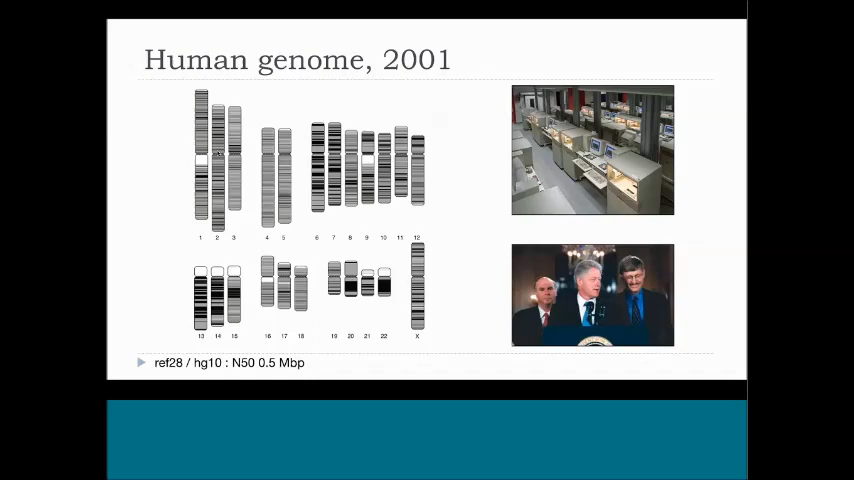 Human genome, 2001
1 2 3 4 5 6 7 8 9 10 11 12
13 14 15 16 17 18 19 20 21 22 X
ref28 / hg10 : N50 0.5 Mbp